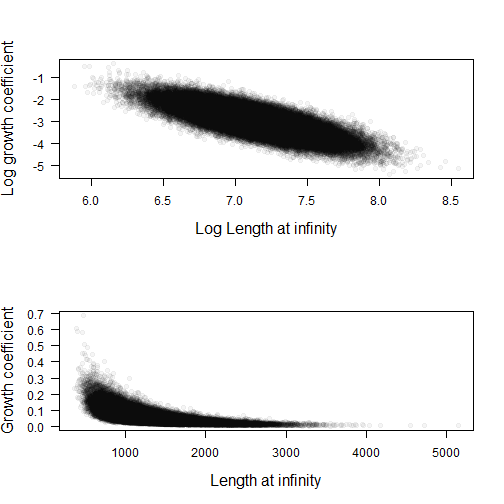 Log growth coefficient
-1
-2
-3
-4
-5
6.0 6.5 7.0 7.5 8.0 8.5
Log Length at infinity
Growth coefficient
0.7
0.6
0.5
0.4
0.3
0.2
0.1
0.0
1000 2000 3000 4000 5000
Length at infinity